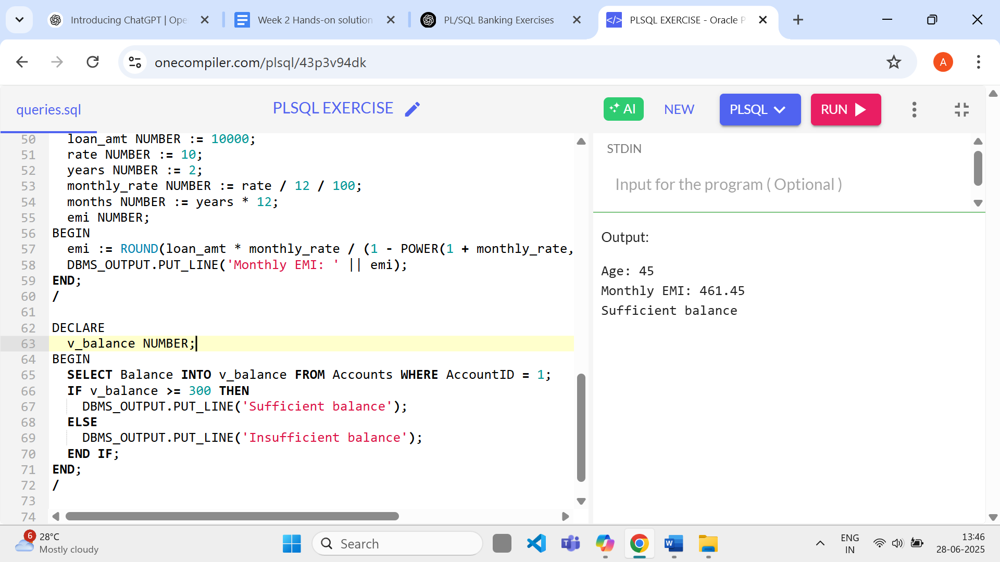 Introducing ChatGPT | Ope
Week 2 Hands-on solution
PL/SQL Banking Exercises
</> PLSQL EXERCISE - Oracle P
onecompiler.com/plsql/43p3v94dk
A
queries.sql
PLSQL EXERCISE
AI
NEW
PLSQL
RUN
50 loan_amt NUMBER := 10000;
51 rate NUMBER := 10;
52 years NUMBER := 2;
53 monthly_rate NUMBER := rate / 12 / 100;
54 months NUMBER := years * 12;
55 emi NUMBER;
56 BEGIN
57 emi := ROUND(loan_amt * monthly_rate / (1 - POWER(1 + monthly_rate,
58 DBMS_OUTPUT.PUT_LINE('Monthly EMI: ' || emi);
59 END;
60 /
61
62 DECLARE
63 v_balance NUMBER;
64 BEGIN
65 SELECT Balance INTO v_balance FROM Accounts WHERE AccountID = 1;
66 IF v_balance >= 300 THEN
67 DBMS_OUTPUT.PUT_LINE('Sufficient balance');
68 ELSE
69 DBMS_OUTPUT.PUT_LINE('Insufficient balance');
70 END IF;
71 END;
72 /
73
74
STDIN
Input for the program ( Optional )
Output:
Age: 45
Monthly EMI: 461.45
Sufficient balance
6
28°C
Mostly cloudy
Search
T
W
ENG
IN
13:46
28-06-2025